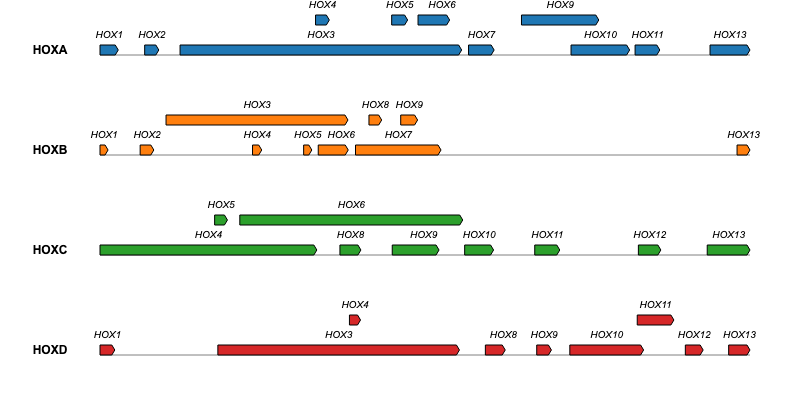 HOX4 HOX5 HOX6 HOX9
HOX1 HOX2 HOX3 HOX7 HOX10 HOX11 HOX13
HOXA
HOX3 HOX8 HOX9
HOX1 HOX2 HOX4 HOX5 HOX6 HOX7 HOX13
HOXB
HOX5 HOX6
HOX4 HOX8 HOX9 HOX10 HOX11 HOX12 HOX13
HOXC
HOX4 HOX11
HOX1 HOX3 HOX8 HOX9 HOX10 HOX12 HOX13
HOXD